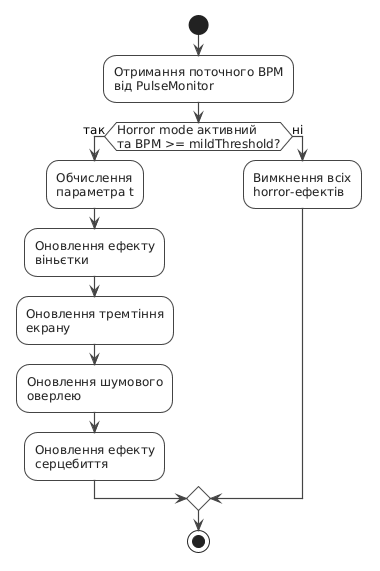 Отримання поточного BPM
від PulseMonitor
так
Horror mode активний
та BPM >= mildThreshold?
ні
Обчислення
параметра t
Вимкнення всіх
horror-ефектів
Оновлення ефекту
віньєтки
Оновлення тремтіння
екрану
Оновлення шумового
оверлею
Оновлення ефекту
серцебиття